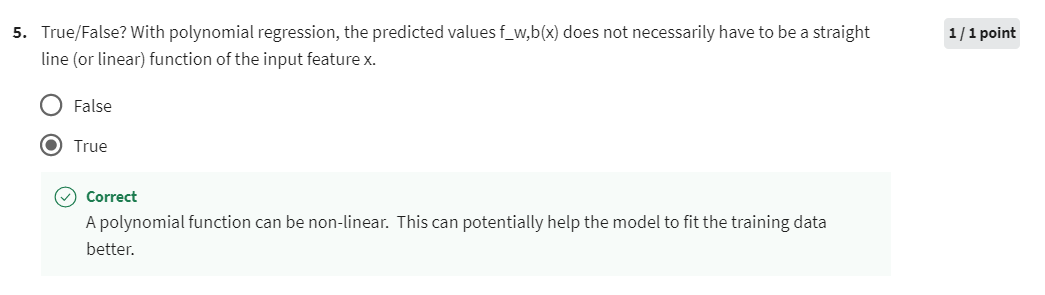 5. True/False? With polynomial regression, the predicted values f_w,b(x) does not necessarily have to be a straight
line (or linear) function of the input feature x.
1 / 1 point
False
True
Correct
A polynomial function can be non-linear.  This can potentially help the model to fit the training data
better.